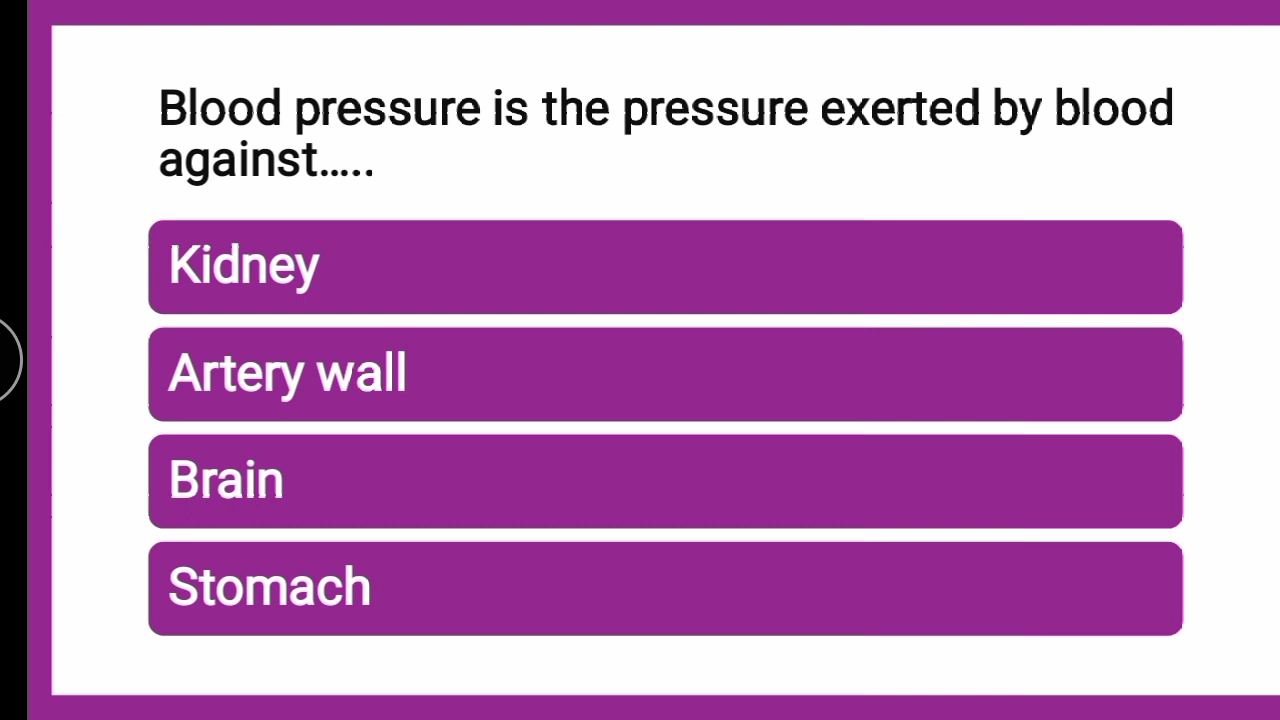 Blood pressure is the pressure exerted by blood
against.....
Kidney
Artery wall
Brain
Stomach